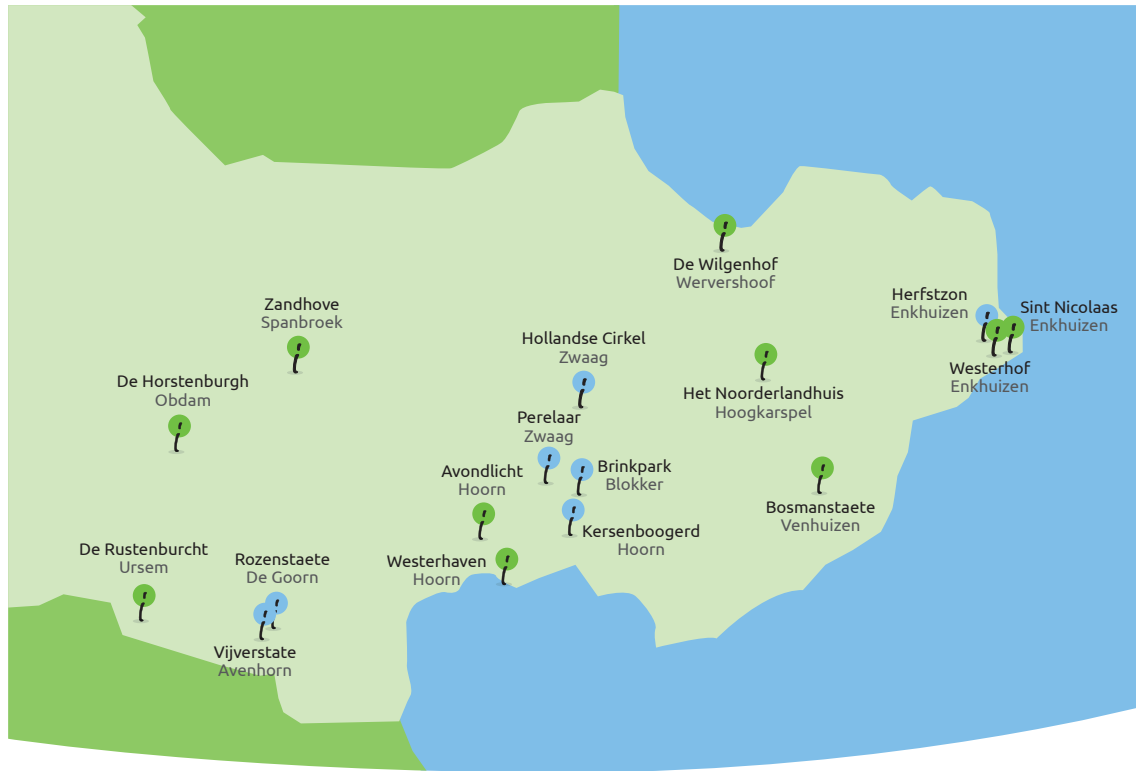 De Wilgenhof
Wervershoof
Herfstzon
Enkhuizen
Sint Nicolaas
Enkhuizen
Zandhove
Spanbroek
Hollandse Cirkel
Zwaag
Westerhof
Enkhuizen
De Horstenburgh
Obdam
Het Noorderlandhuis
Hoogkarspel
Perelaar
Zwaag
Avondlicht
Hoorn
Brinkpark
Blokker
Bosmanstaete
Venhuizen
Kersenboogerd
Hoorn
De Rustenburcht
Ursem
Rozenstaete
De Goorn
Westerhaven
Hoorn
Vijverstate
Avenhorn